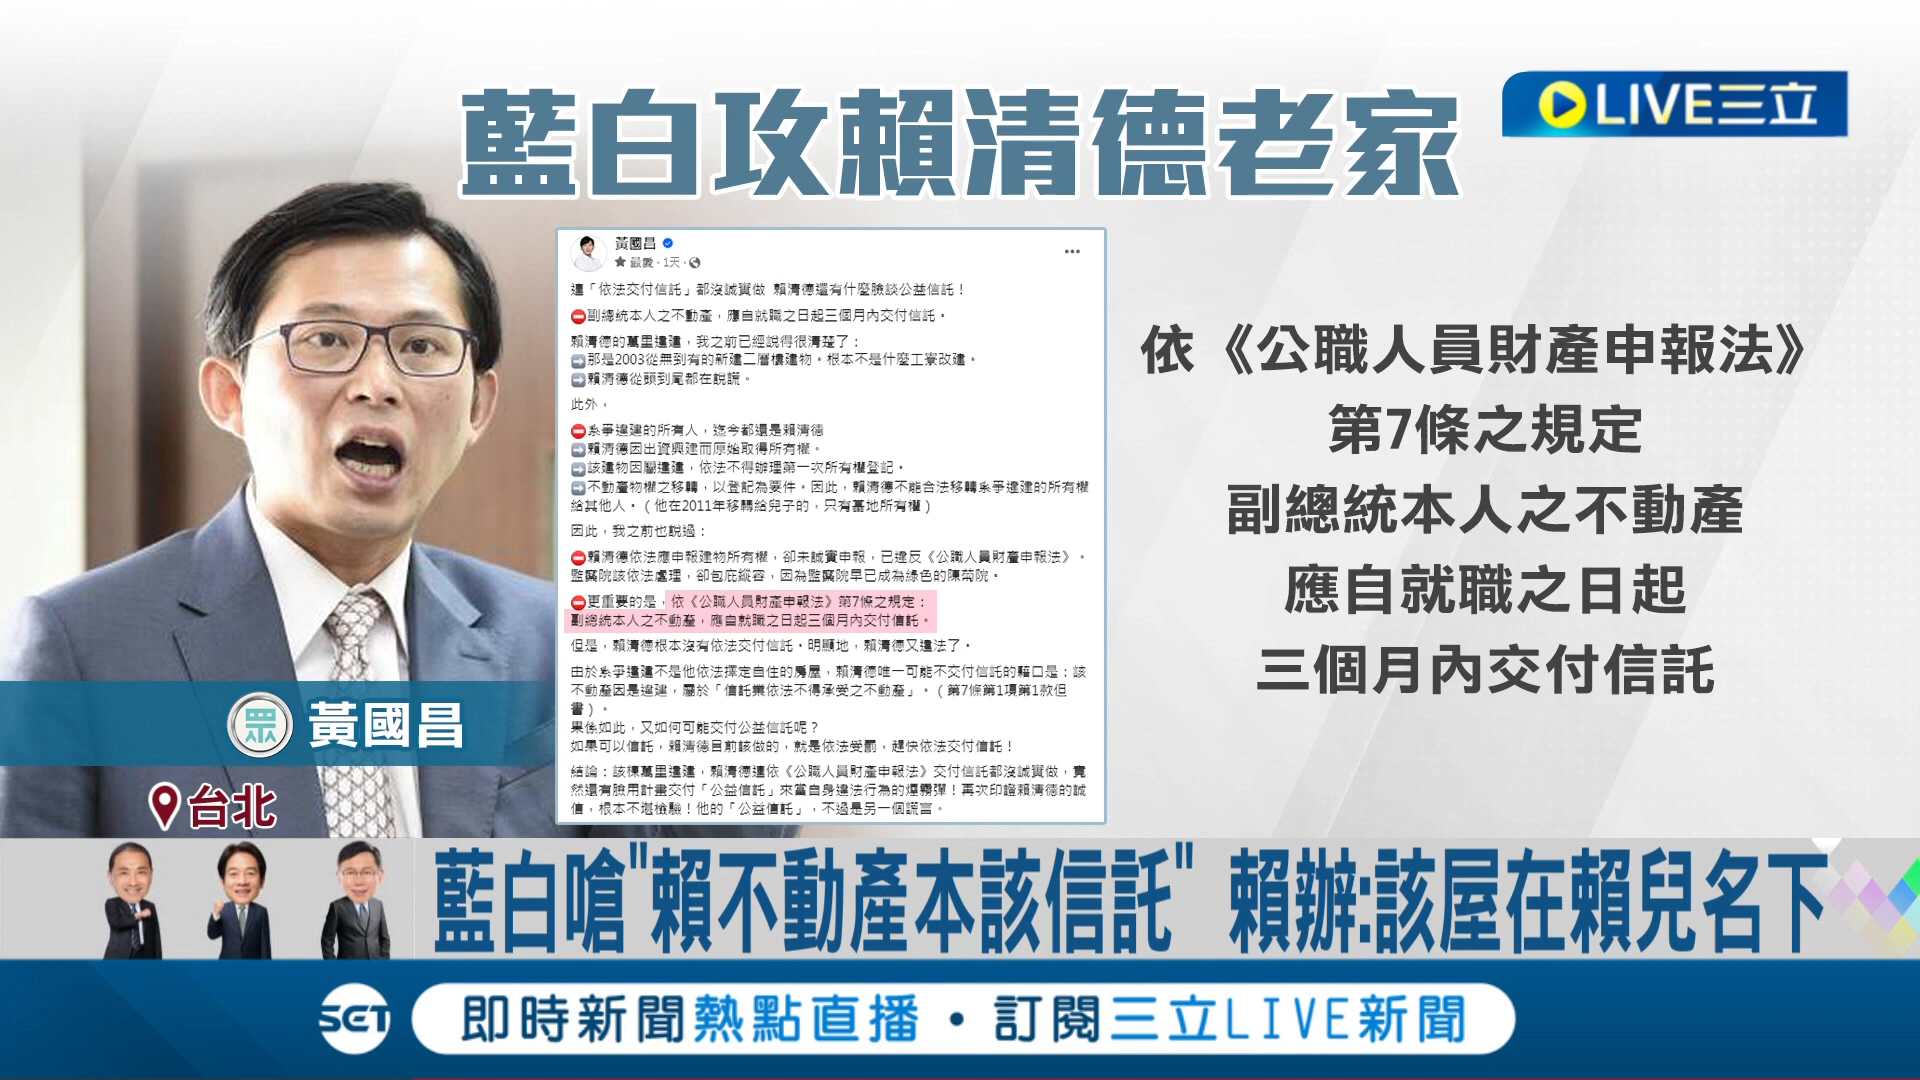 藍白攻賴清德老家
LIVE三立
黃國昌
最愛·1天·
連「依法交付信託」都沒誠實做 賴清德還有什麼臉談公益信託！
副總統本人之不動產，應自就職之日起三個月內交付信託。
賴清德的萬里違建，我之前已經說得很清楚了：
那是2003從無到有的新建二層樓建物。根本不是什麼工寮改建。
賴清德從頭到尾都在說謊。
此外，
系爭違建的所有人，迄今都還是賴清德
賴清德因出資興建而原始取得所有權。
該建物因屬違建，依法不得辦理第一次所有權登記。
不動產物權之移轉，以登記為要件。因此，賴清德不能合法移轉系爭違建的所有權
給其他人。（他在2011年移轉給兒子的，只有基地所有權）
因此，我之前也說過：
賴清德依法應申報建物所有權，卻未誠實申報，已違反《公職人員財產申報法》。
監察院該依法處理，卻包庇縱容，因為監察院早已成為綠色的陳菊院。
更重要的是，依《公職人員財產申報法》第7條之規定：
副總統本人之不動產，應自就職之日起三個月內交付信託。
但是，賴清德根本沒有依法交付信託。明顯地，賴清德又違法了。
由於系爭違建不是他依法擇定自住的房屋，賴清德唯一可能不交付信託的藉口是：該
不動產因是違建，屬於「信託業依法不得承受之不動產」。（第7條第1項第1款但
書）。
果係如此，又如何可能交付公益信託呢？
如果可以信託，賴清德目前該做的，就是依法受罰，趕快依法交付信託！
結論：該棟萬里違建，賴清德連依《公職人員財產申報法》交付信託都沒誠實做，竟
然還有臉用計畫交付「公益信託」來當自身違法行為的煙霧彈！再次印證賴清德的誠
信，根本不堪檢驗！他的「公益信託」，不過是另一個謊言。
依《公職人員財產申報法》
第7條之規定
副總統本人之不動產
應自就職之日起
三個月內交付信託
眾 黃國昌
台北
藍白嗆"賴不動產本該信託" 賴辦:該屋在賴兒名下
SET 即時新聞熱點直播·訂閱三立LIVE新聞